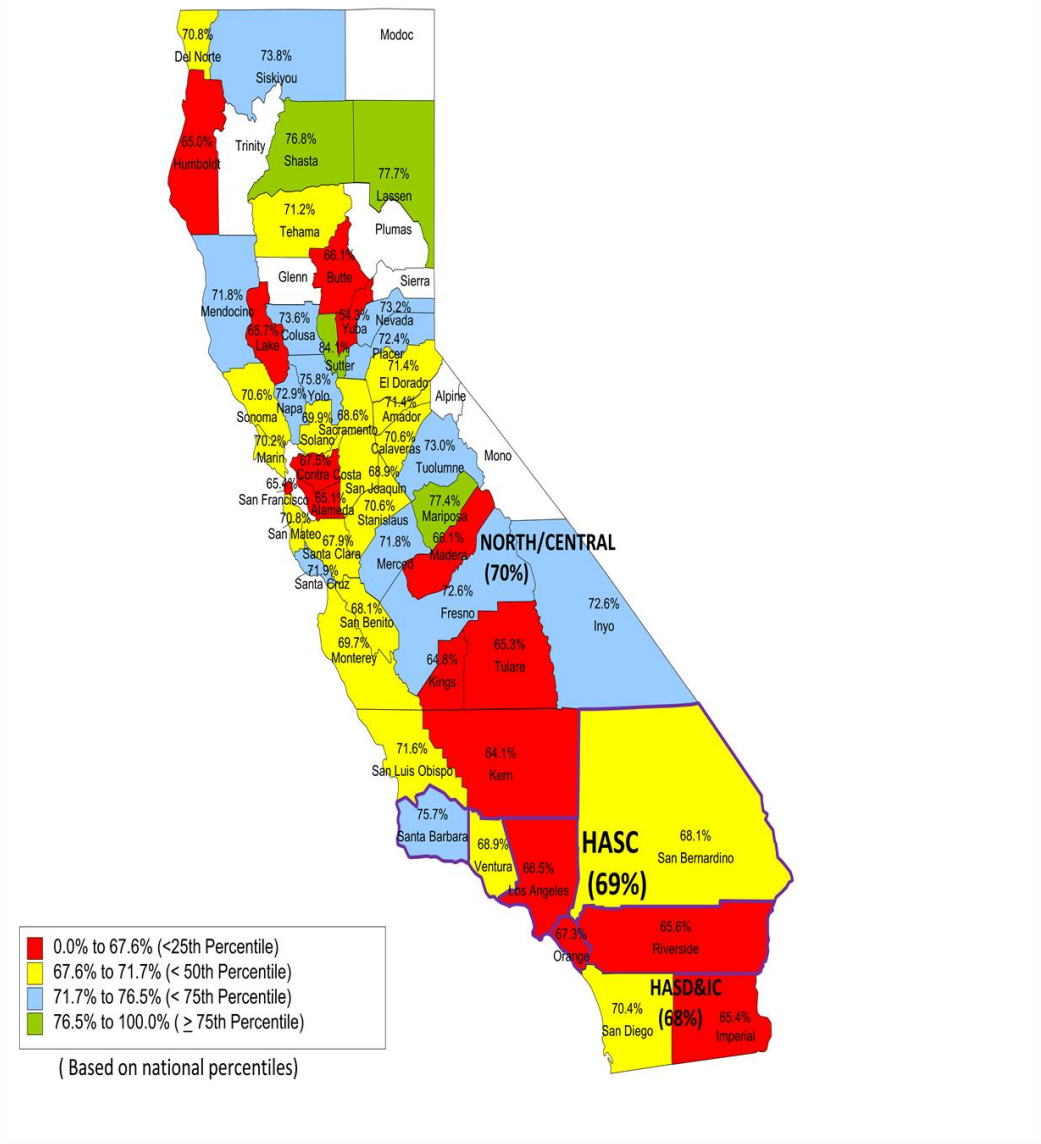 70.8%
Del Norte
73.8%
Siskiyou
Modoc
65.0%
Humboldt
Trinity
76.8%
Shasta
77.7%
Lassen
71.2%
Tehama
Plumas
66.1%
Butte
Glenn
Sierra
71.8%
Mendocino
65.7%
Lake
73.6%
Colusa
54.3%
Yuba
73.2%
Nevada
84.1%
Sutter
72.4%
Placer
71.4%
El Dorado
75.8%
Yolo
72.9%
Napa
70.6%
Sonoma
69.9%
Solano
68.6%
Sacramento
71.4%
Amador
Alpine
70.6%
Calaveras
73.0%
Tuolumne
Mono
70.2%
Marin
67.5%
Contra Costa
68.9%
San Joaquin
65.4%
San Francisco
65.1%
Alameda
70.6%
Stanislaus
77.4%
Mariposa
70.8%
San Mateo
67.9%
Santa Clara
71.8%
Merced
66.1%
Madera
NORTH/CENTRAL
(70%)
71.9%
Santa Cruz
72.6%
Fresno
72.6%
Inyo
68.1%
San Benito
69.7%
Monterey
64.8%
Kings
65.3%
Tulare
71.6%
San Luis Obispo
64.1%
Kern
75.7%
Santa Barbara
68.9%
Ventura
66.5%
Los Angeles
HASC
(69%)
68.1%
San Bernardino
67.3%
Orange
65.6%
Riverside
HASD&IC
(68%)
70.4%
San Diego
65.4%
Imperial
0.0% to 67.6% (<25th Percentile)
67.6% to 71.7% (< 50th Percentile)
71.7% to 76.5% (< 75th Percentile)
76.5% to 100.0% ( > 75th Percentile)
( Based on national percentiles)